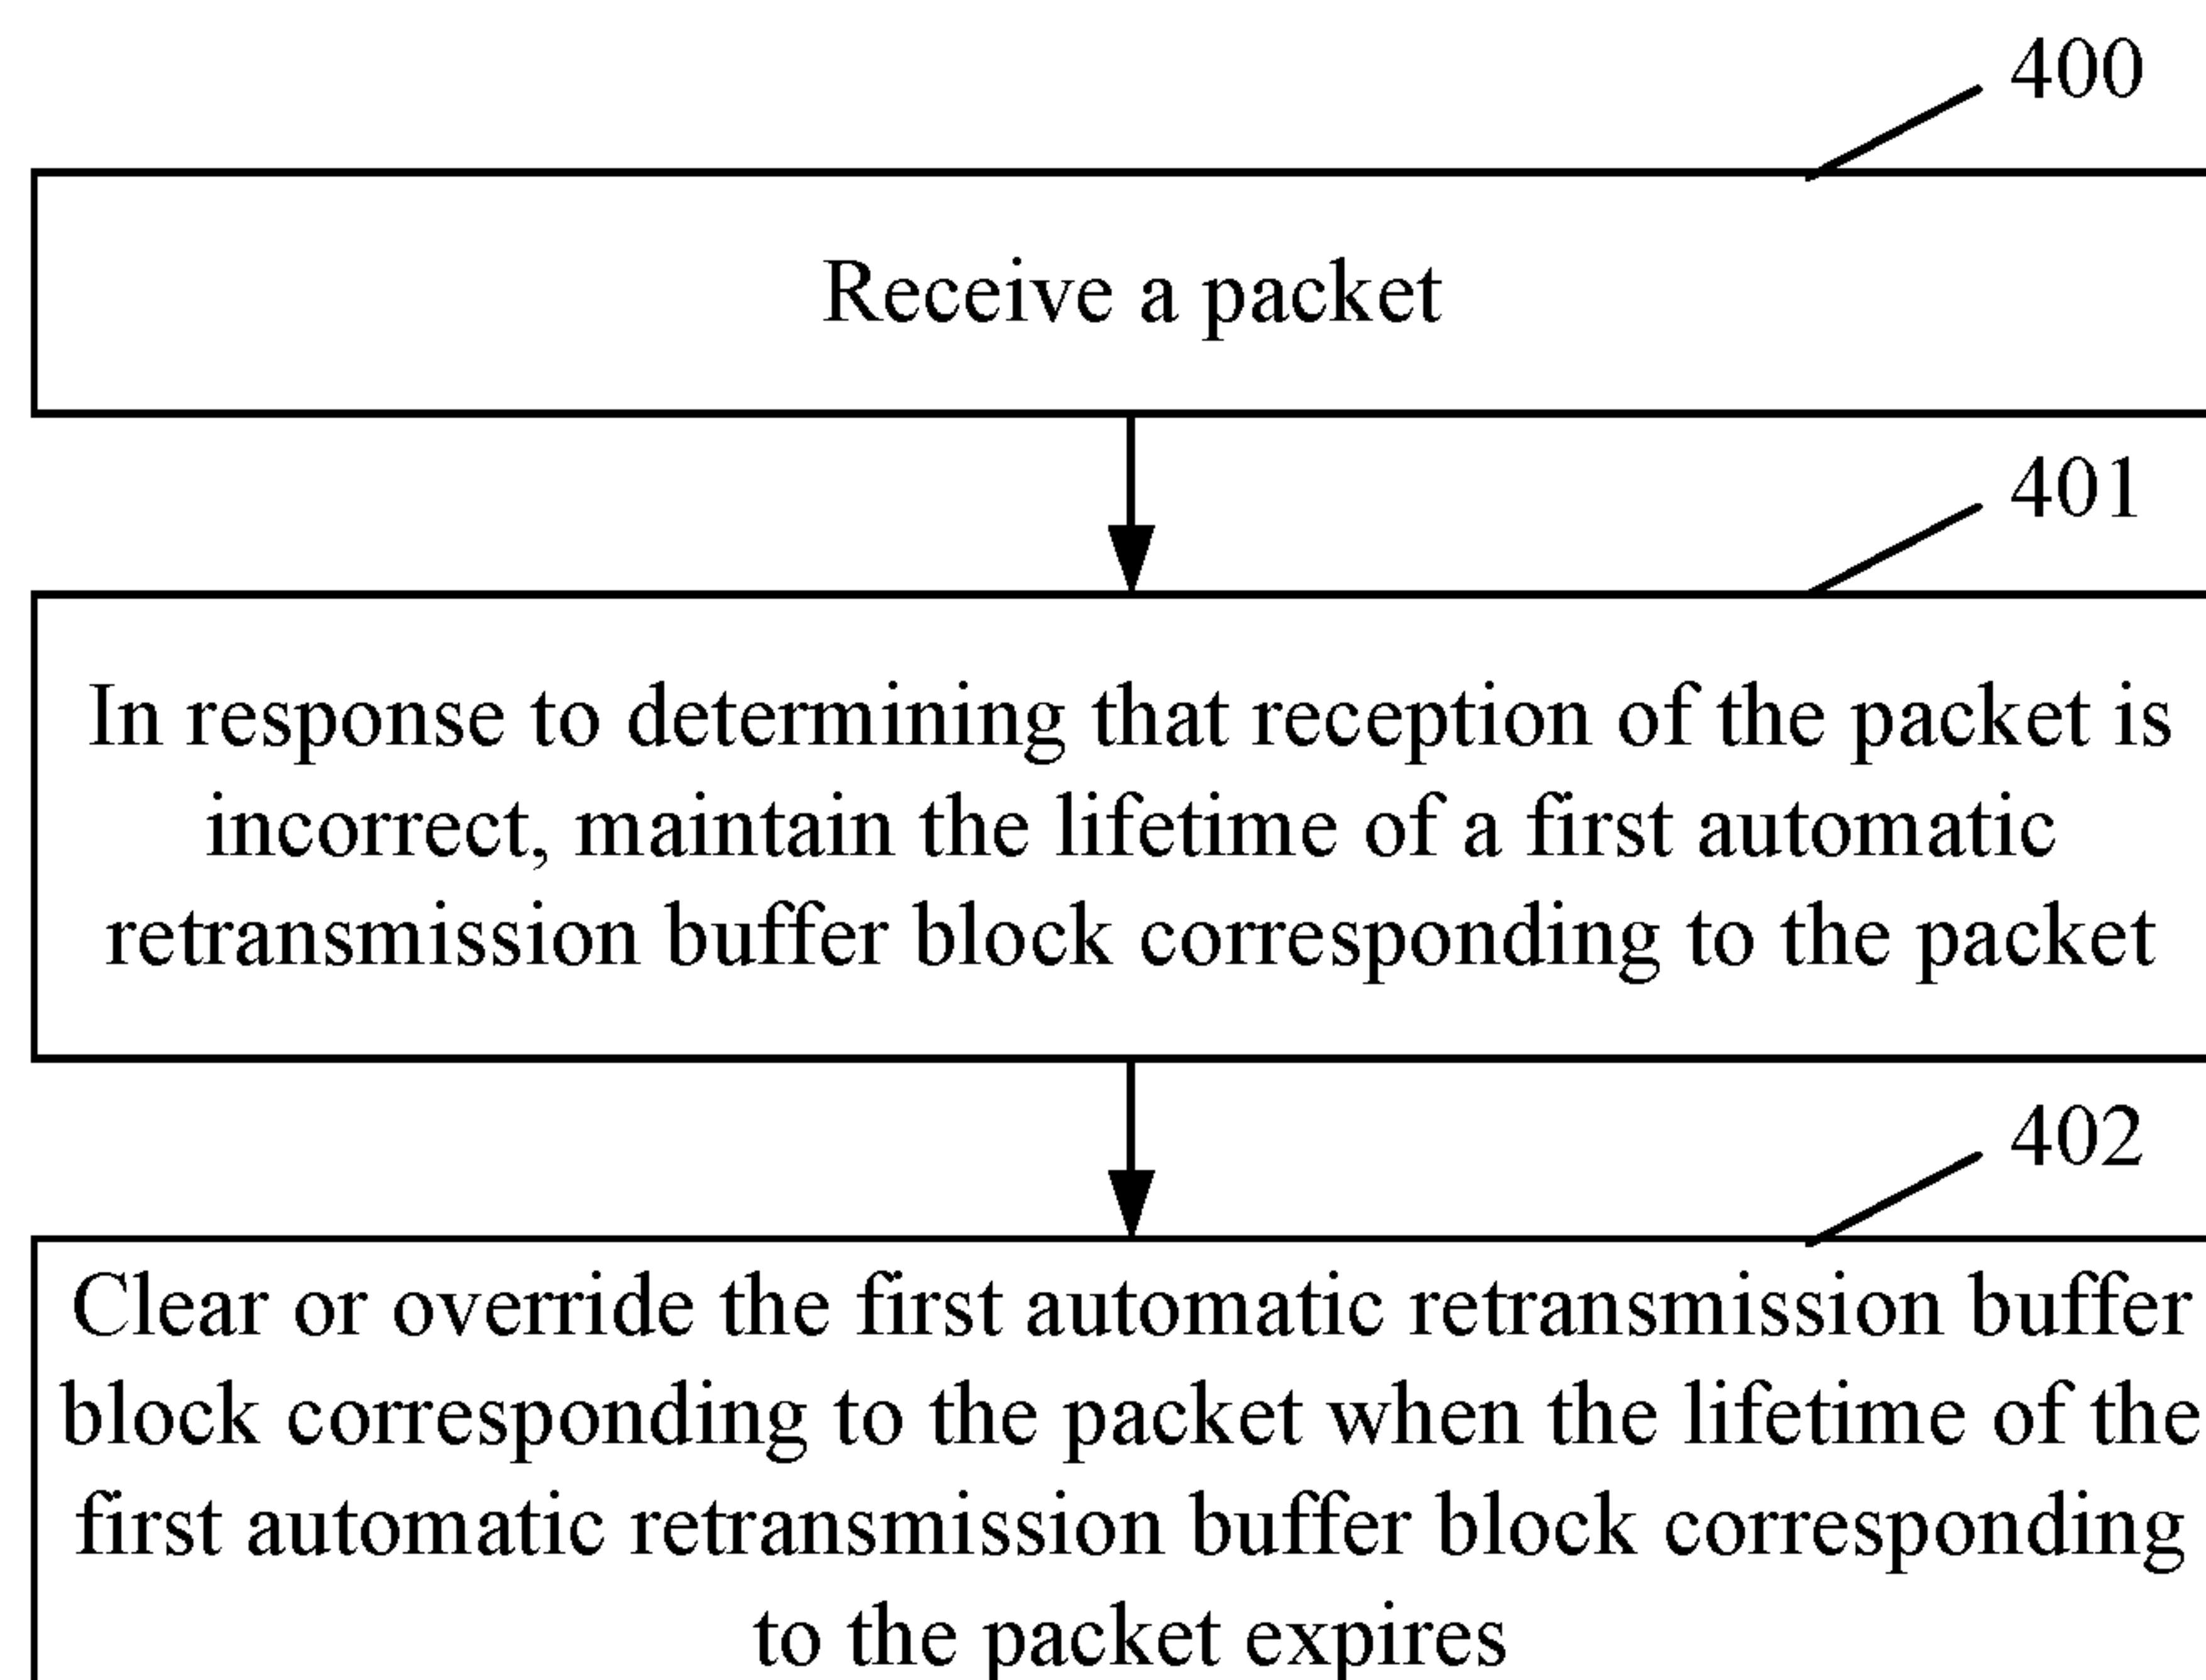 400
Receive a packet
401
In response to determining that reception of the packet is
incorrect, maintain the lifetime of a first automatic
retransmission buffer block corresponding to the packet
402
Clear or override the first automatic retransmission buffer
block corresponding to the packet when the lifetime of the
first automatic retransmission buffer block corresponding
to the packet expires